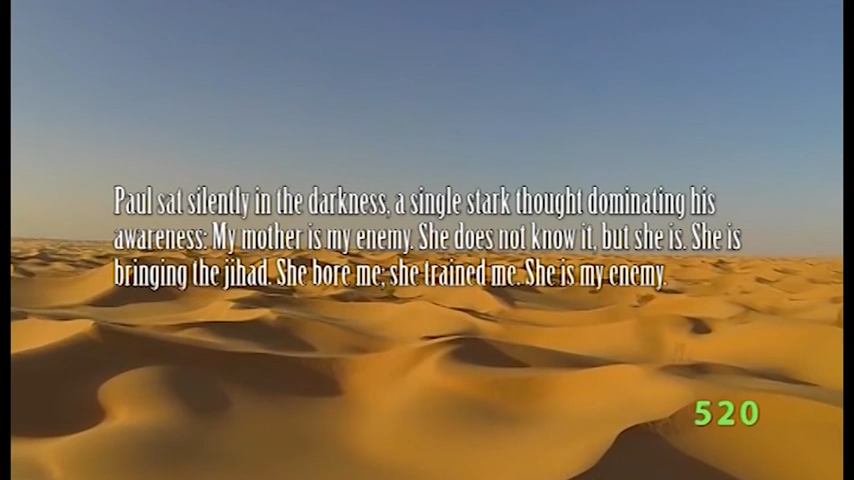 Paul sat silently in the darkness, a single stark thought dominating his
awareness: My mother is my enemy. She does not know it, but she is. She is
bringing the jihad. She bore me; she trained me. She is my enemy.
520